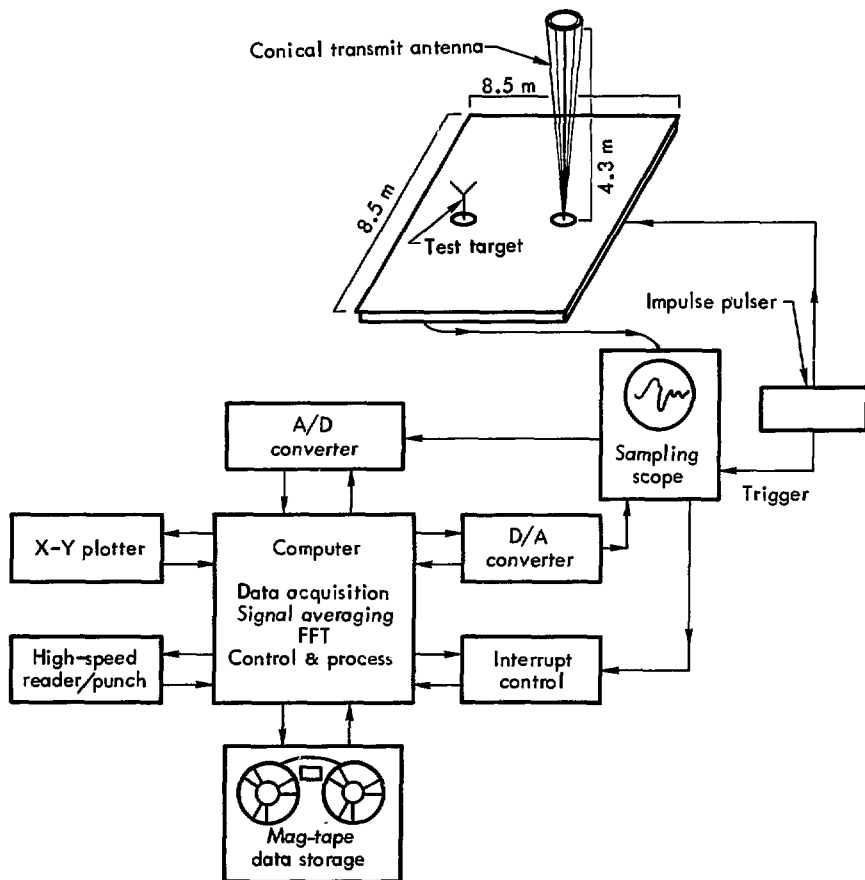 Conical transmit antenna
8.5 m
8.5 m
4.3 m
Test target
Impulse pulser
A/D
converter
Sampling
scope
Trigger
X-Y plotter
Computer
Data acquisition
Signal averaging
FFT
Control & process
D/A
converter
High-speed
reader/punch
Interrupt
control
Mag-tape
data storage